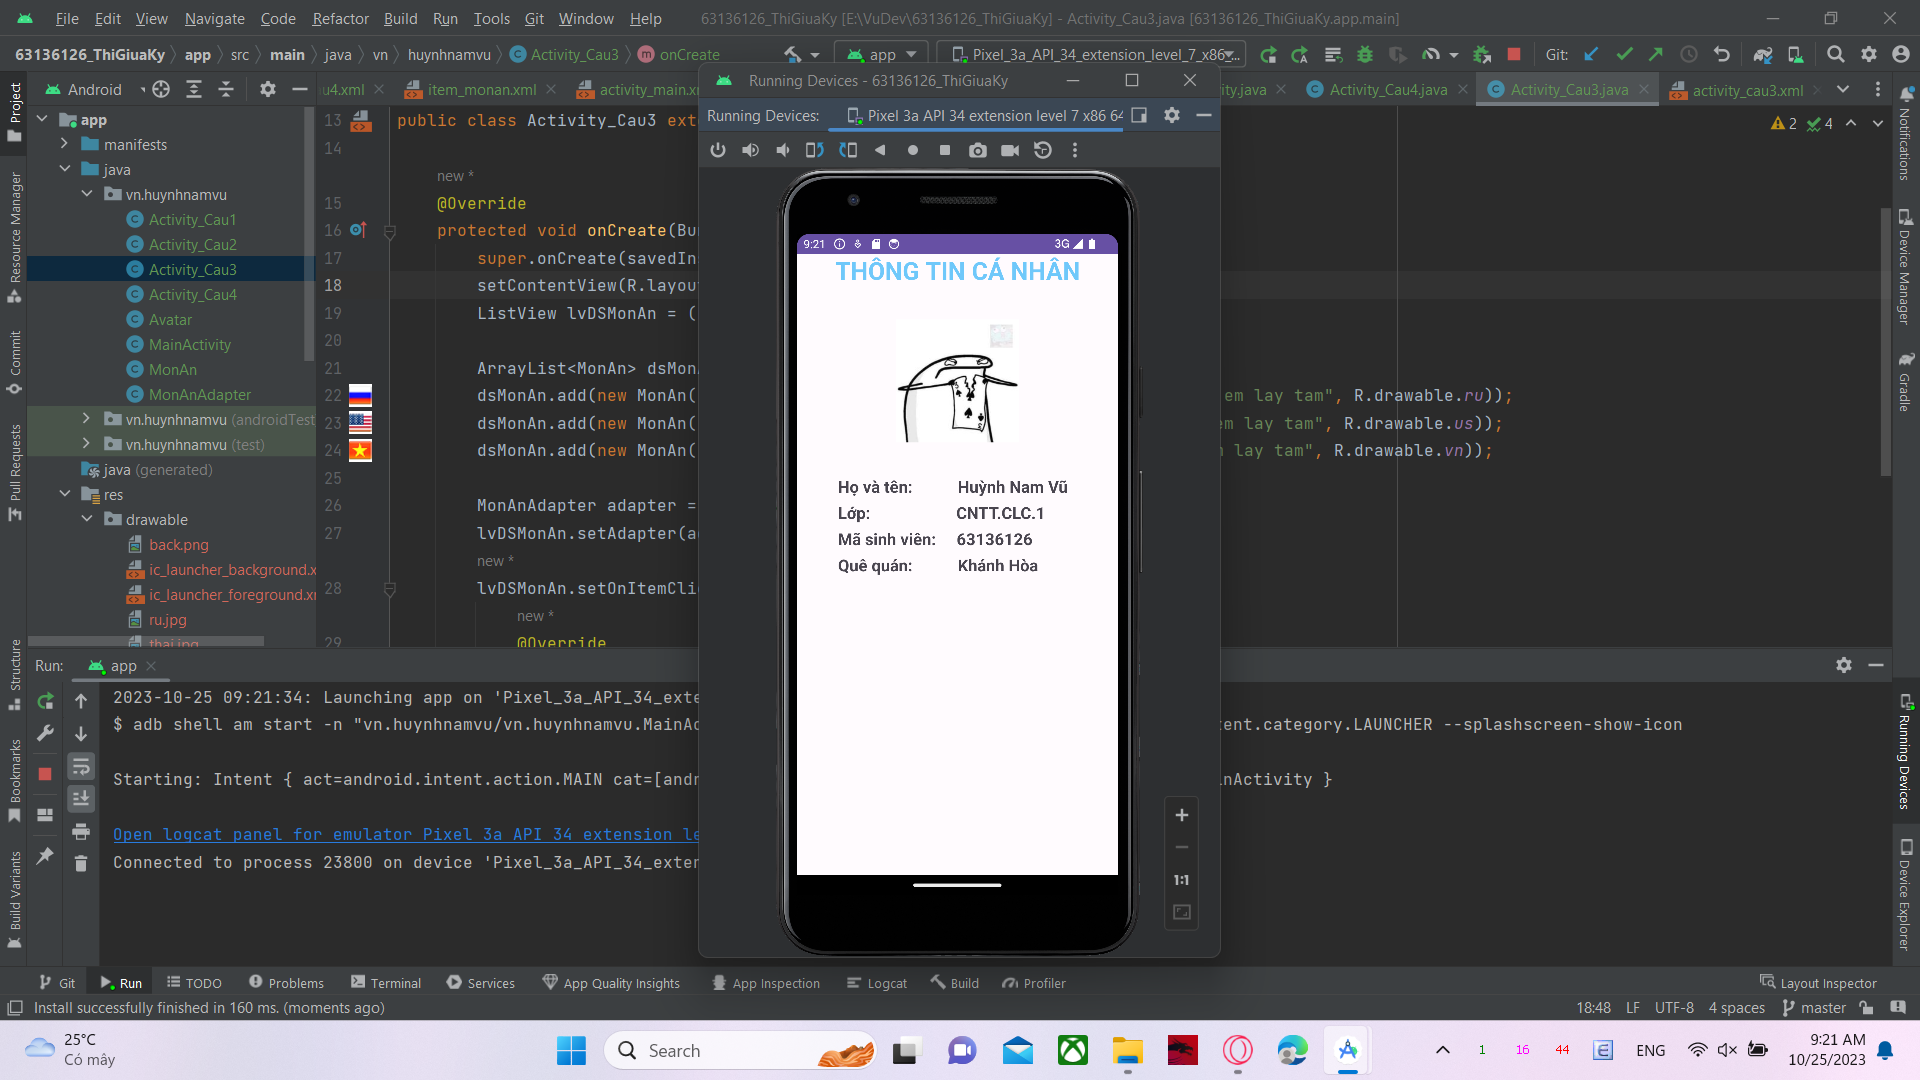 File Edit View Navigate Code Refactor Build Run Tools Git Window Help 63136126_ThiGiuaKy [E:\VuDev\63136126_ThiGiuaKy] - Activity_Cau3.java [63136126_ThiGiuaKy.app.main]
63136126_ThiGiuaKy app src main java vn huynhnamvu Activity_Cau3 onCreate app Pixel_3a_API_34_extension_level_7_x86... Git:
Android u4.xml item_monan.xml activity_main.xm ity.java Activity_Cau4.java Activity_Cau3.java activity_cau3.xml
Running Devices - 63136126_ThiGiuaKy
Running Devices: Pixel 3a API 34 extension level 7 x86 64
Project
Resource Manager
Commit
Pull Requests
Structure
Bookmarks
Build Variants
app
manifests
java
vn.huynhnamvu
Activity_Cau1
Activity_Cau2
Activity_Cau3
Activity_Cau4
Avatar
MainActivity
MonAn
MonAnAdapter
vn.huynhnamvu (androidTest
vn.huynhnamvu (test)
java (generated)
res
drawable
back.png
ic_launcher_background.x
ic_launcher_foreground.xm
ru.jpg
thai.jpg
2 4
13 public class Activity_Cau3 ext
14
new *
15 @Override
16 protected void onCreate(Bu
17 super.onCreate(savedIns
18 setContentView(R.layou
19 ListView lvDSMonAn = (
20
21 ArrayList<MonAn> dsMon
22 dsMonAn.add(new MonAn( em lay tam", R.drawable.ru));
23 dsMonAn.add(new MonAn( em lay tam", R.drawable.us));
24 dsMonAn.add(new MonAn( m lay tam", R.drawable.vn));
25
26 MonAnAdapter adapter =
27 lvDSMonAn.setAdapter(a
new *
28 lvDSMonAn.setOnItemCli
new *
29 @Override
9:21 3G
THÔNG TIN CÁ NHÂN
Họ và tên: Huỳnh Nam Vũ
Lớp: CNTT.CLC.1
Mã sinh viên: 63136126
Quê quán: Khánh Hòa
1:1
Notifications
Device Manager
Gradle
Running Devices
Device Explorer
Run: app
2023-10-25 09:21:34: Launching app on 'Pixel_3a_API_34_exte
$ adb shell am start -n "vn.huynhnamvu/vn.huynhnamvu.MainAc tent.category.LAUNCHER --splashscreen-show-icon
Starting: Intent { act=android.intent.action.MAIN cat=[andr inActivity }
Open logcat panel for emulator Pixel 3a API 34 extension le
Connected to process 23800 on device 'Pixel_3a_API_34_exten
Git Run TODO Problems Terminal Services App Quality Insights App Inspection Logcat Build Profiler Layout Inspector
Install successfully finished in 160 ms. (moments ago) 18:48 LF UTF-8 4 spaces master
25°C
Có mây
Search
1 16 44 ENG
9:21 AM
10/25/2023